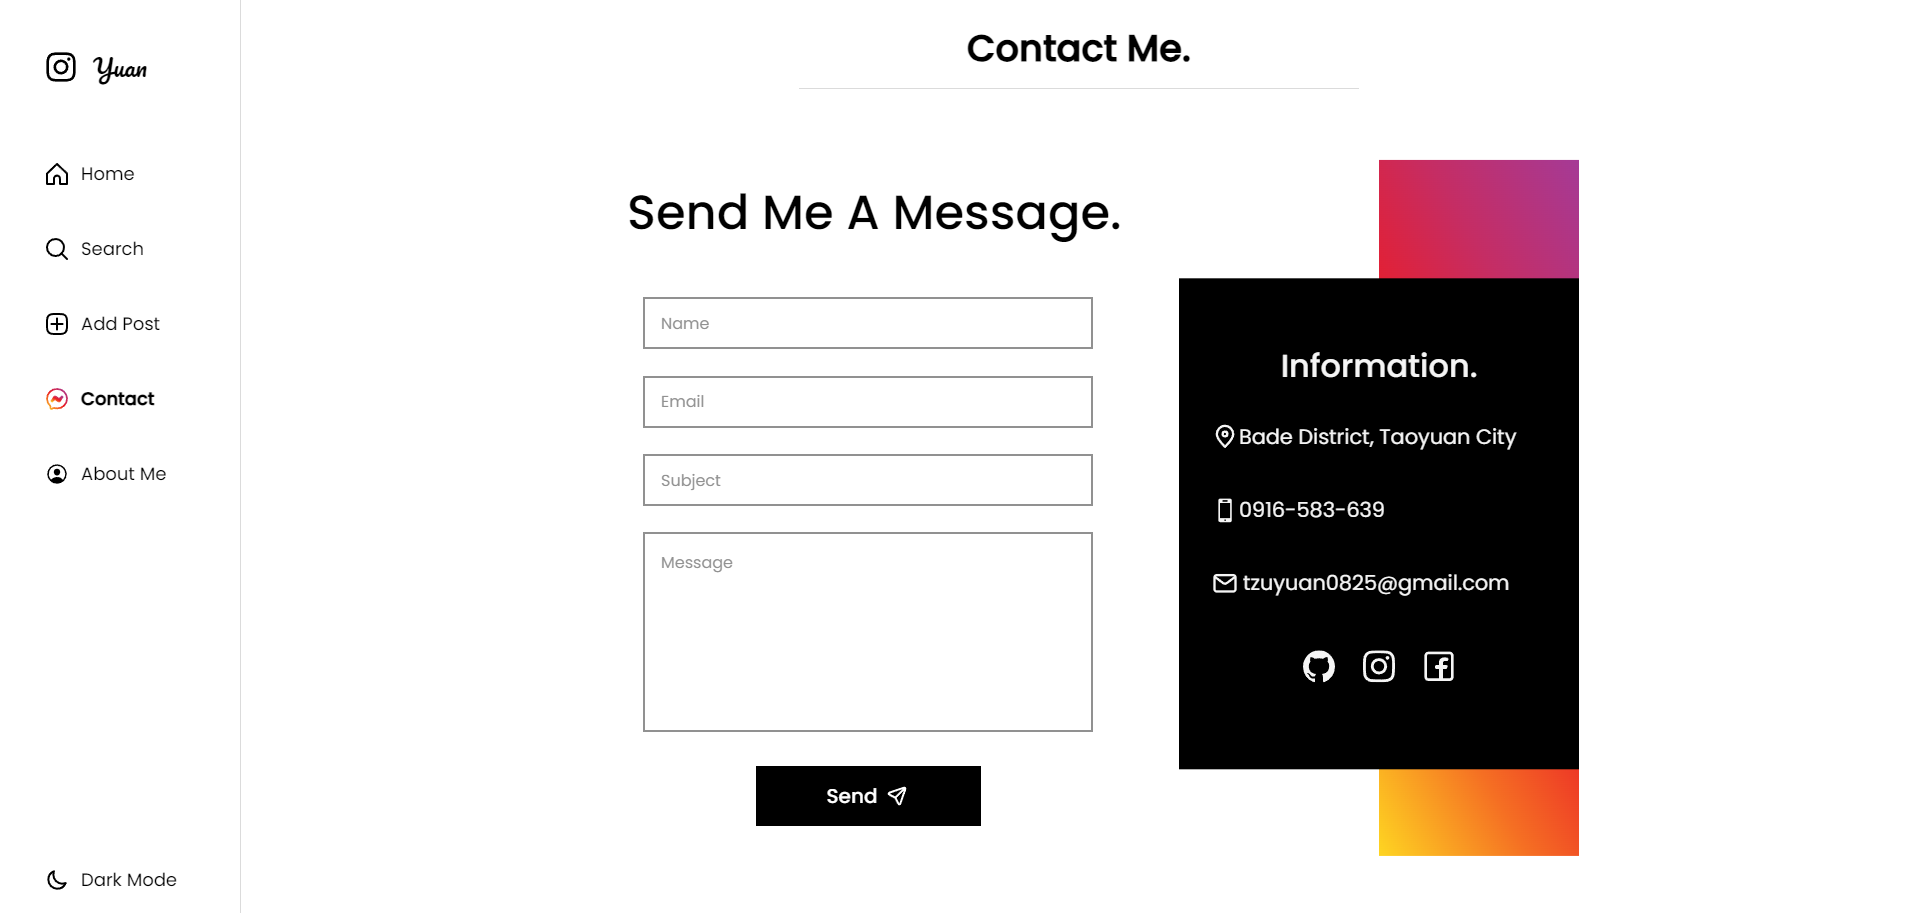 Yuan
Home
Search
Add Post
Contact
About Me
Dark Mode
Contact Me.
Send Me A Message.
Name
Email
Subject
Message
Send
Information.
Bade District, Taoyuan City
0916-583-639
tzuyuan0825@gmail.com